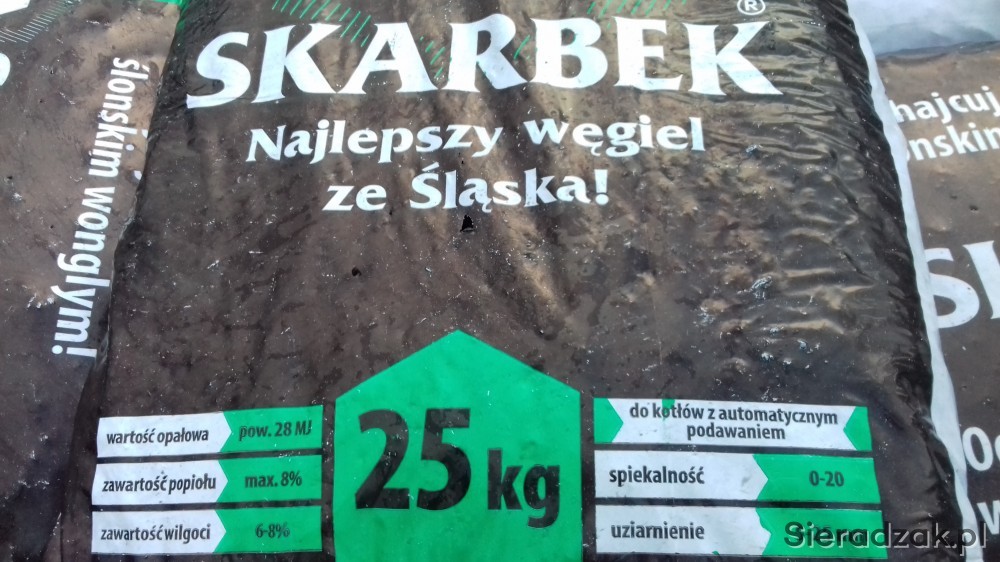 SKARBEK®
Najlepszy węgiel
ze Śląska!
ślonskim wonglym!
25 kg
wartość opałowa pow. 28 MJ
zawartość popiołu max. 8%
zawartość wilgoci 6-8%
do kotłów z automatycznym
podawaniem
spiekalność 0-20
uziarnienie
hajcuj
Sieradzak.pl